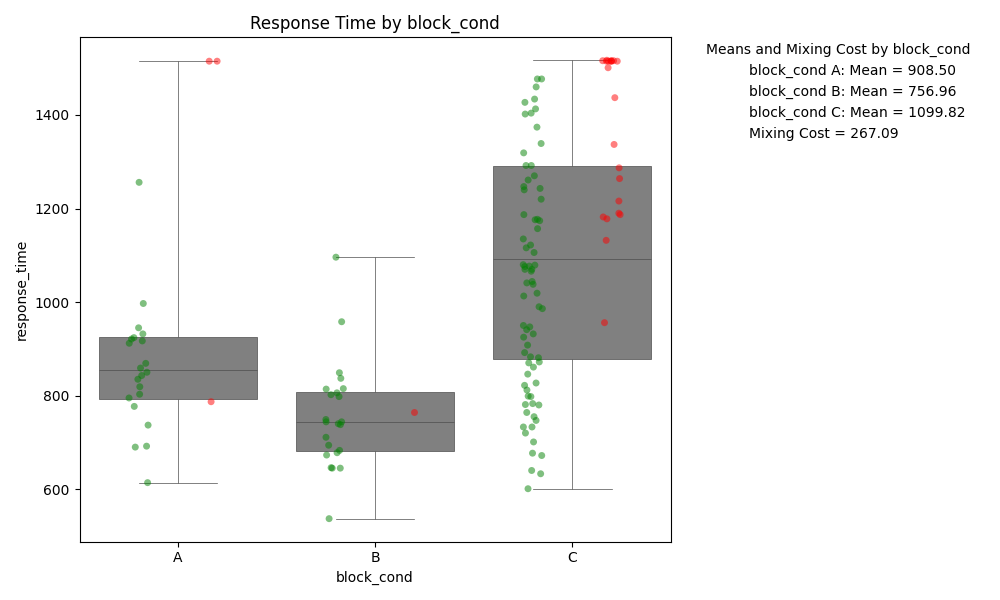 Response Time by block_cond
Means and Mixing Cost by block_cond
block_cond A: Mean = 908.50
block_cond B: Mean = 756.96
block_cond C: Mean = 1099.82
Mixing Cost = 267.09
response_time
1400
1200
1000
800
600
A
B
C
block_cond